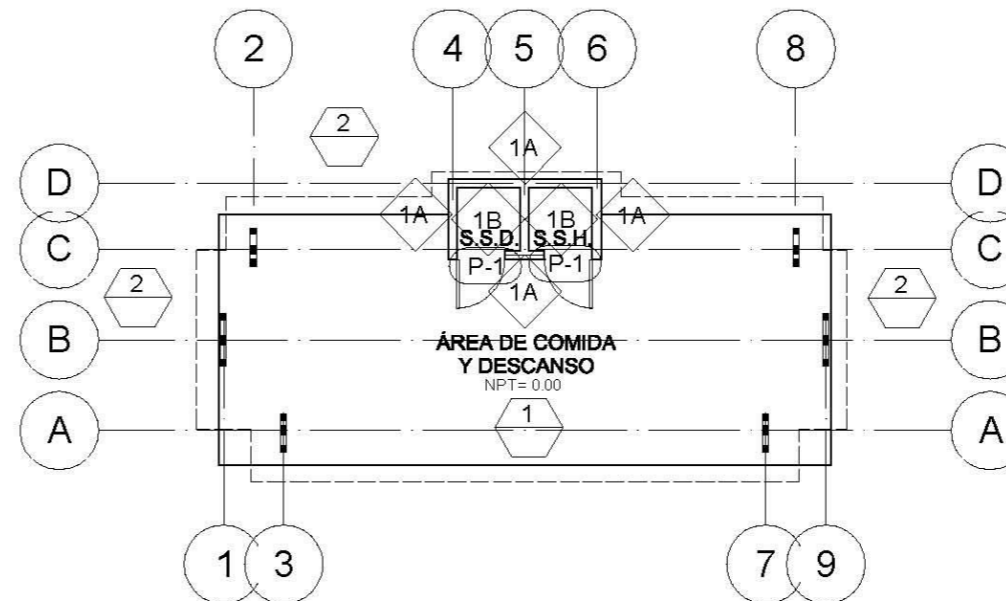 2
4
5
6
8
2
1A
D
D
1A
1B
1B
1A
S.S.D.
S.S.H.
C
C
P-1
P-1
2
1A
2
B
B
ÁREA DE COMIDA
Y DESCANSO
NPT= 0.00
1
A
A
1
3
7
9